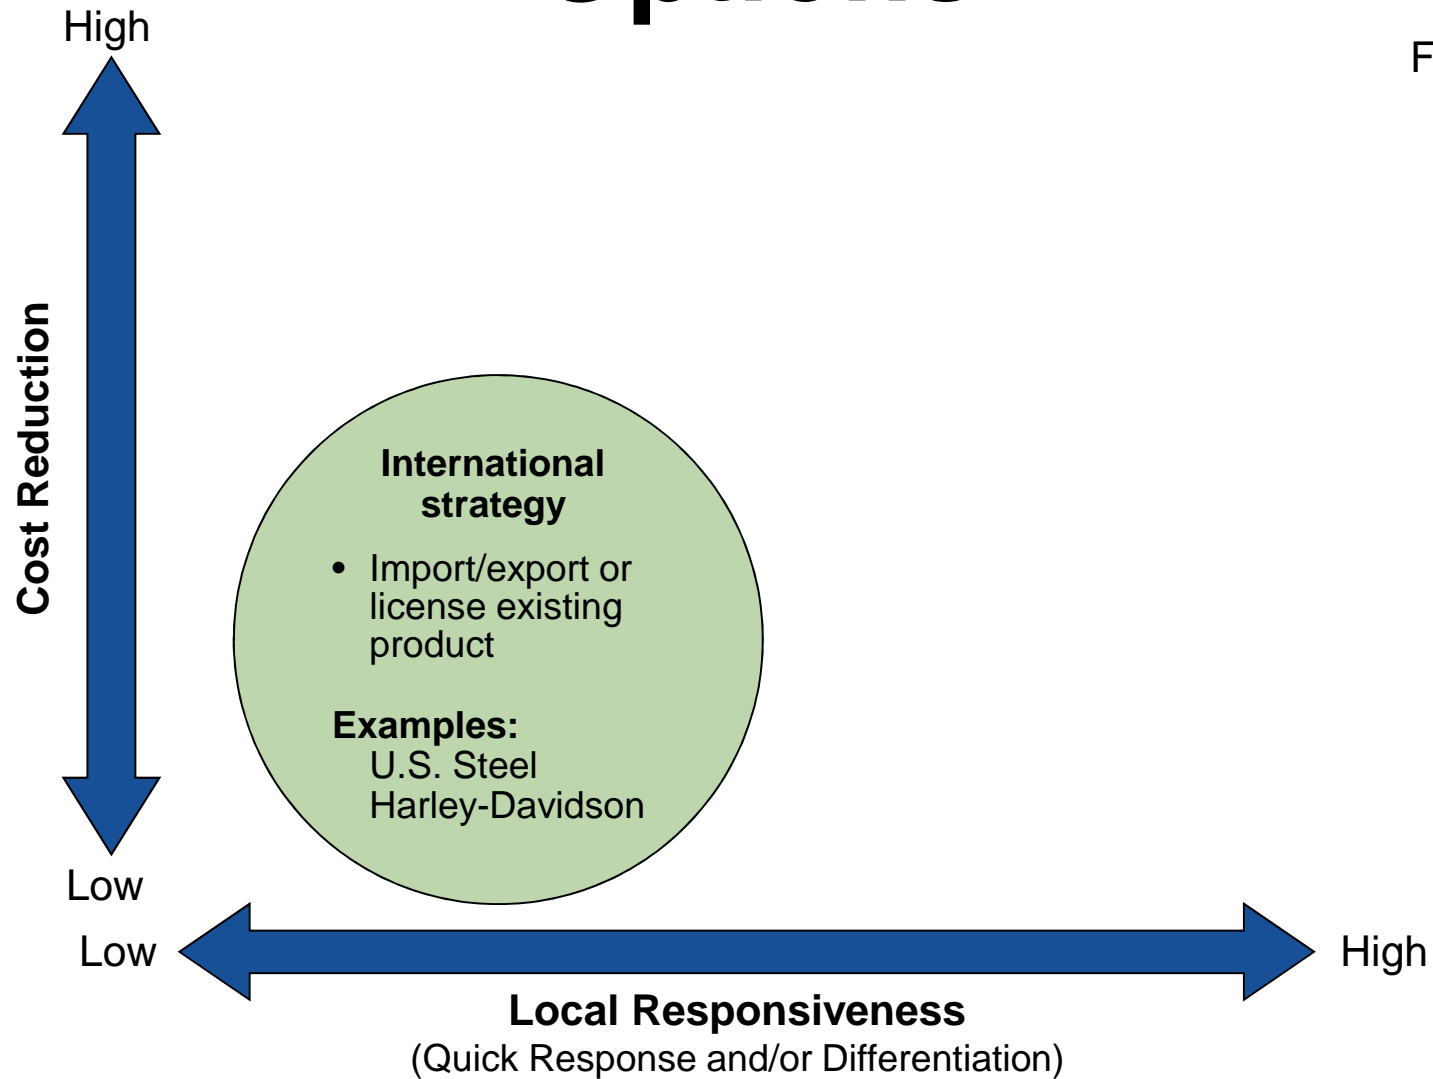 High
F
Cost Reduction
International
strategy
• Import/export or
license existing
product
Examples:
U.S. Steel
Harley-Davidson
Low
Low
High
Local Responsiveness
(Quick Response and/or Differentiation)